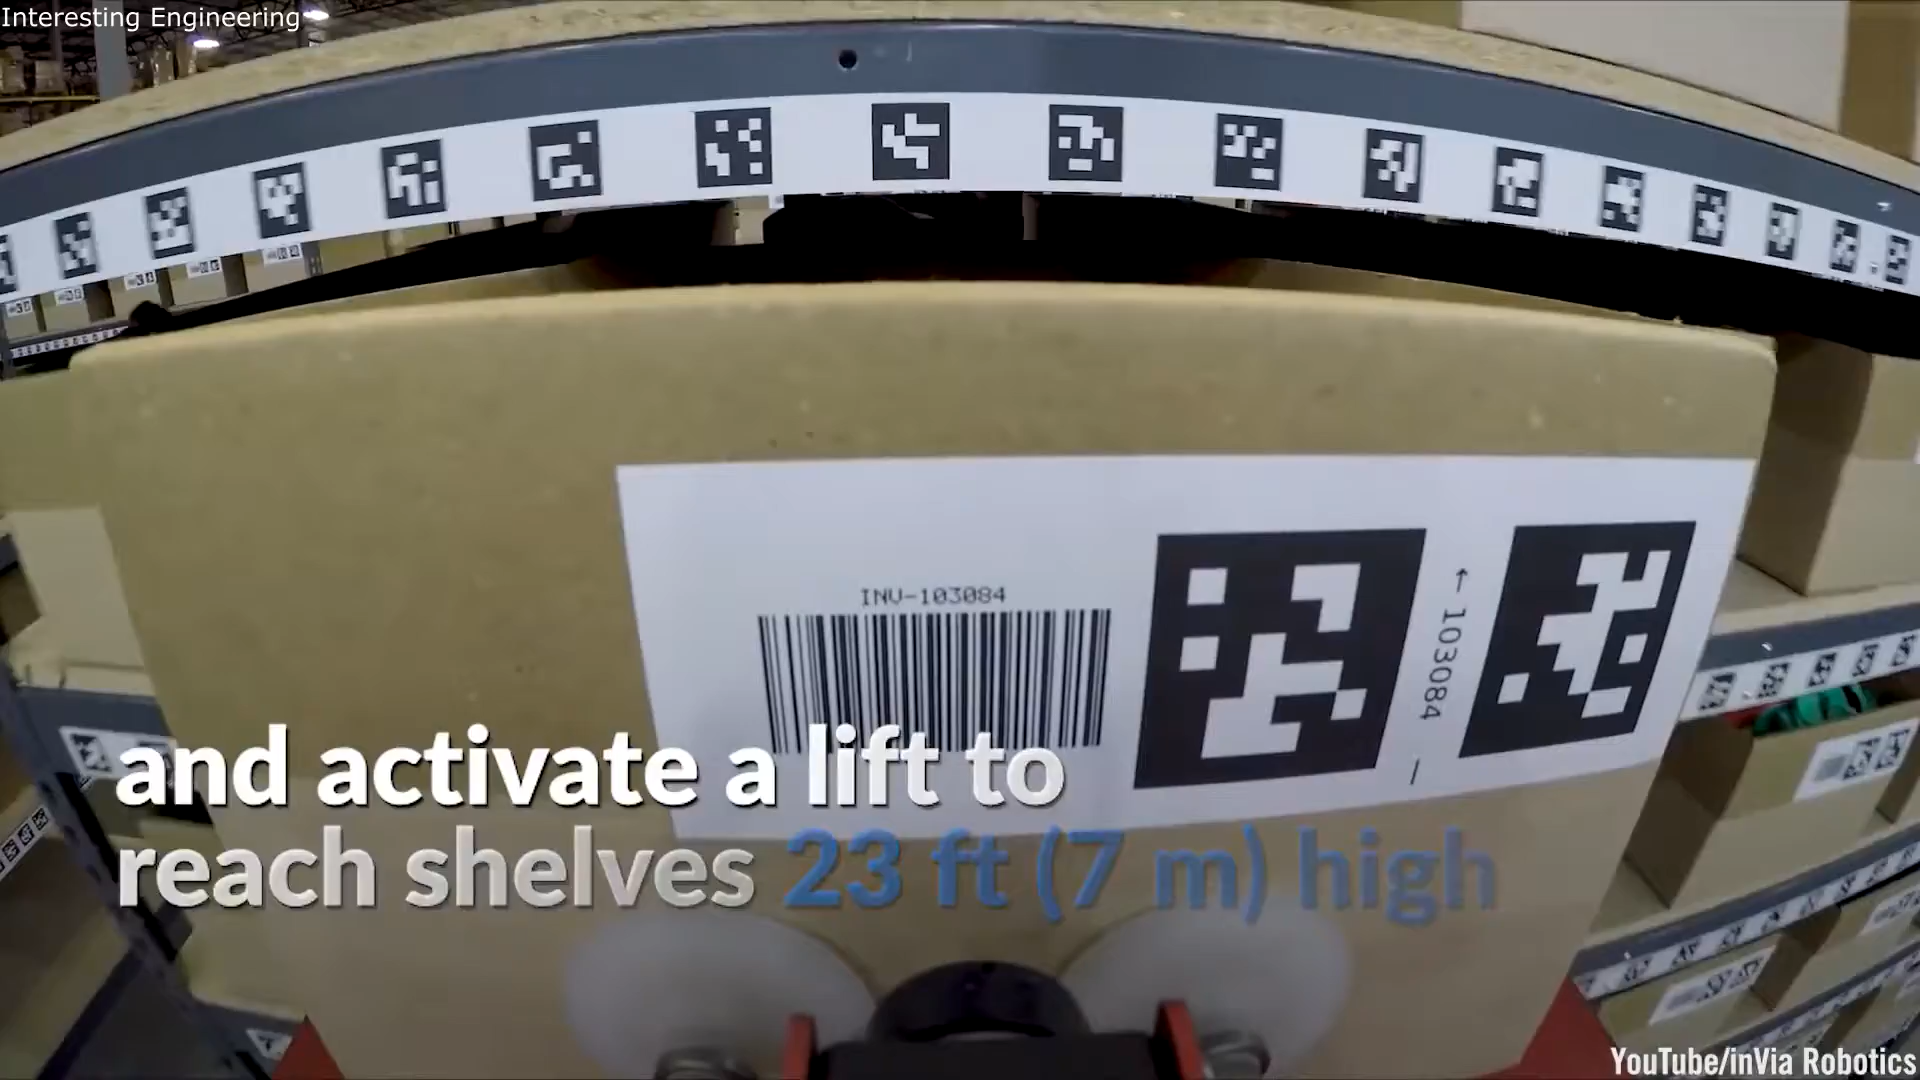 Interesting Engineering
INV-103084
← 103084 —
and activate a lift to
reach shelves 23 ft (7 m) high
YouTube/inVia Robotics